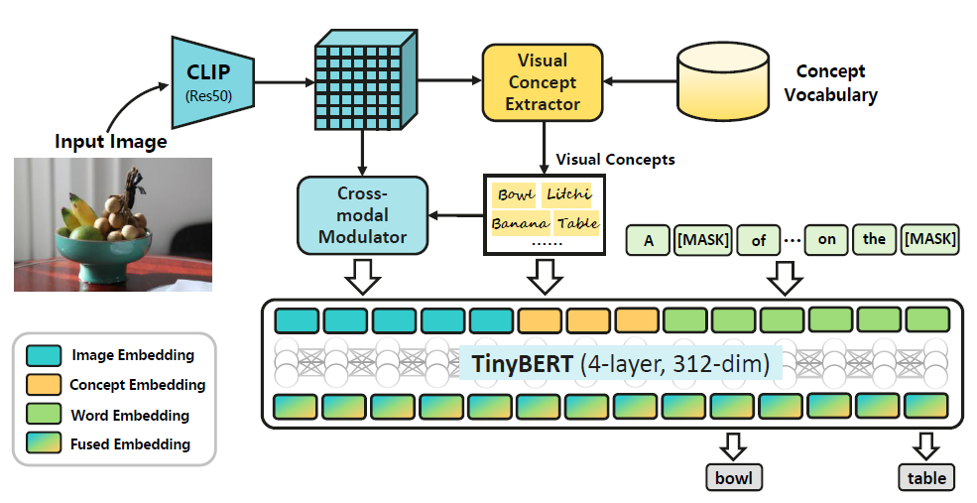 CLIP
(Res50)
Visual
Concept
Extractor
Concept
Vocabulary
Input Image
Visual Concepts
Cross-
modal
Modulator
Bowl Litchi
Banana Table
......
A [MASK] of ··· on the [MASK]
TinyBERT (4-layer, 312-dim)
Image Embedding
Concept Embedding
Word Embedding
Fused Embedding
bowl table